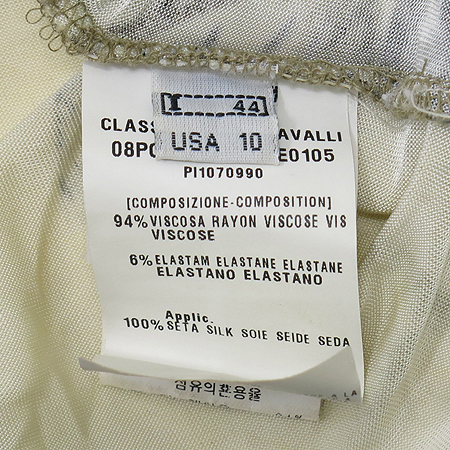 I 44
USA 10
CLASS AVALLI
08PC E0105
PI1070990
[COMPOSIZIONE-COMPOSITION]
94% VISCOSA RAYON VISCOSE VIS
VISCOSE
6% ELASTAM ELASTANE ELASTANE
ELASTANO ELASTANO
Applic.
100% SETA SILK SOIE SEIDE SEDA
섬유의혼용율